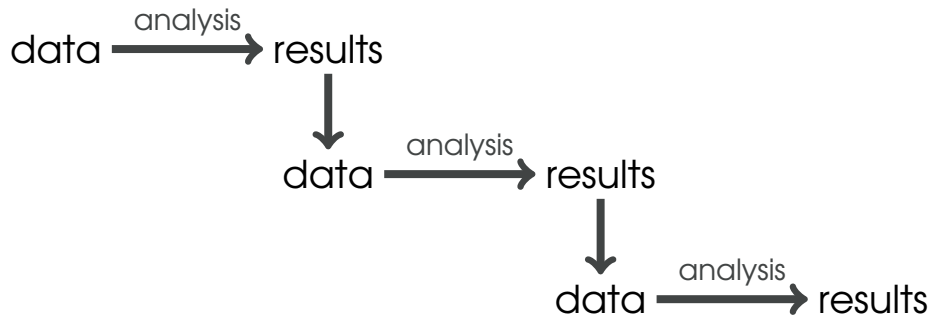 analysis
data results
analysis
data results
analysis
data results